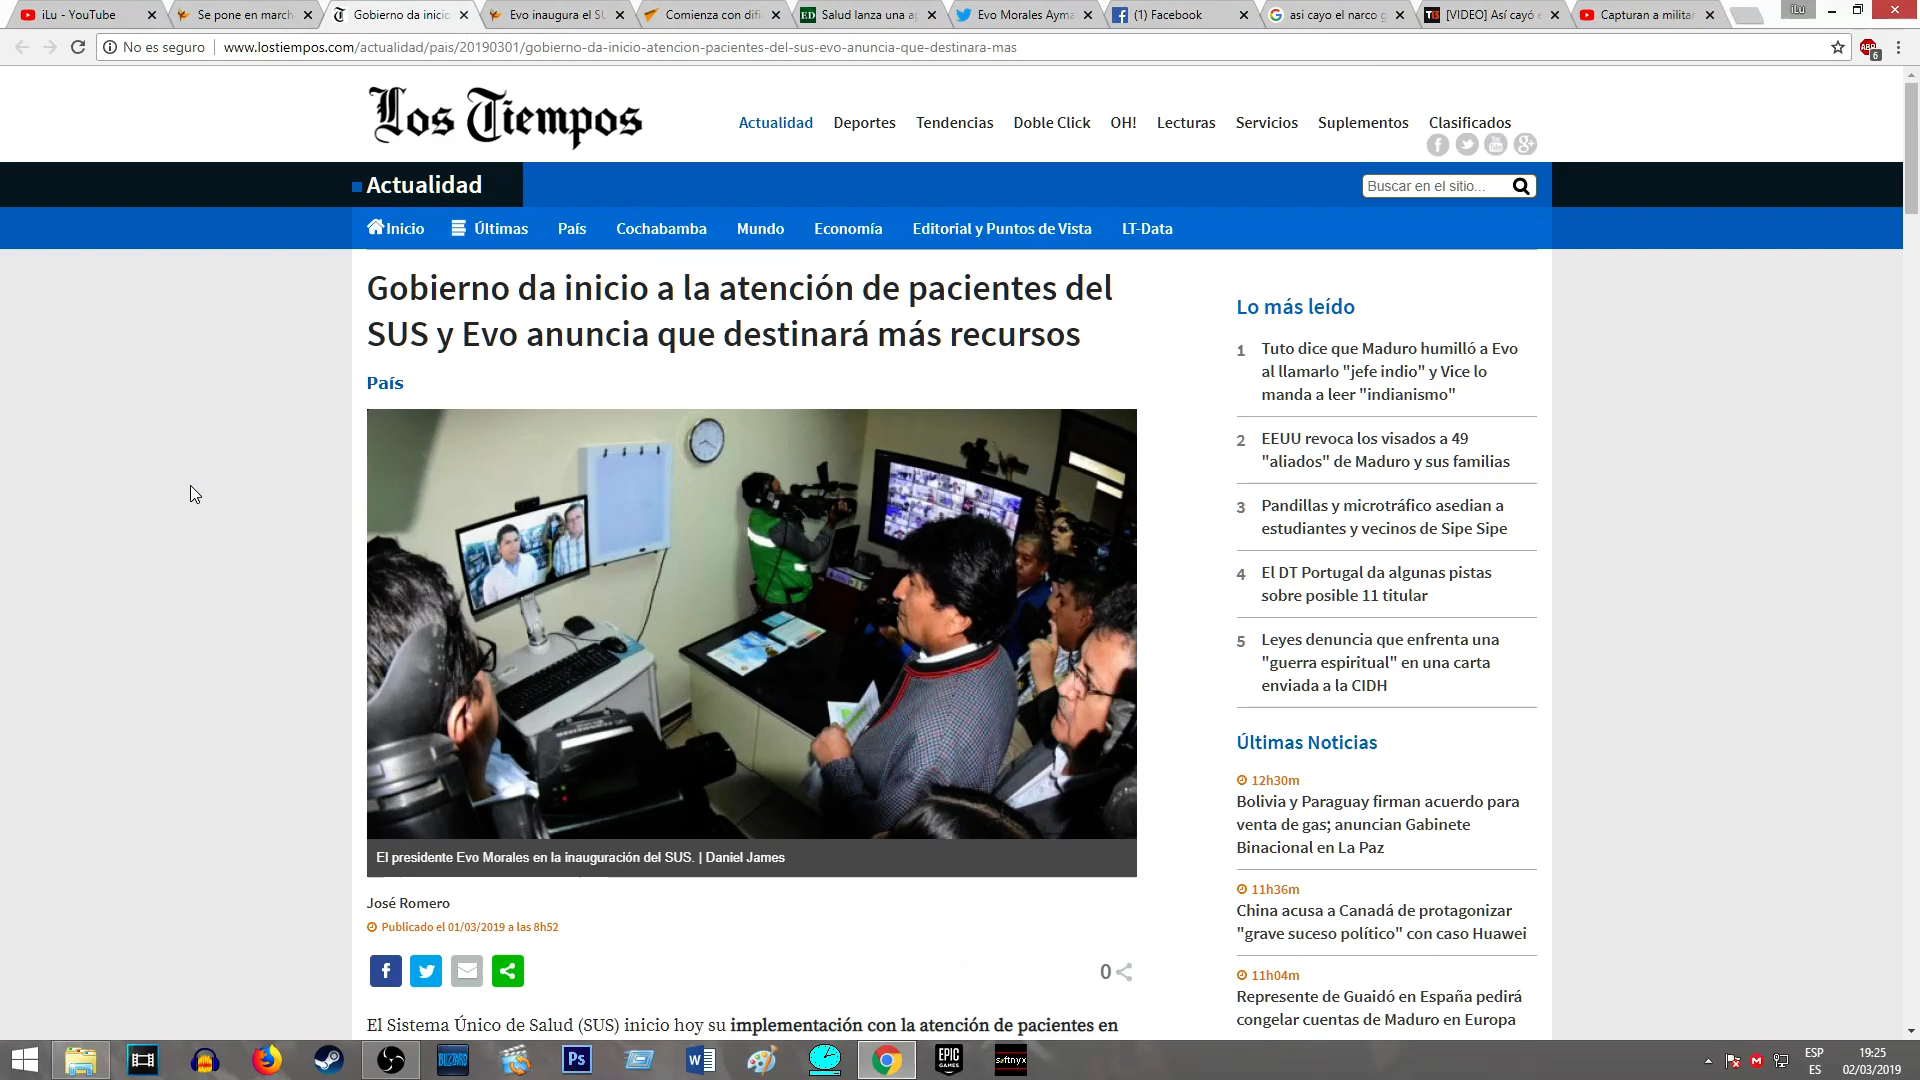 iLu - YouTube
Se pone en march
Gobierno da inicio
Evo inaugura el SU
Comienza con difi
Salud lanza una ap
Evo Morales Ayma
(1) Facebook
asi cayo el narco g
[VIDEO] Así cayó e
Capturan a militar
iLu
No es seguro
www.lostiempos.com/actualidad/pais/20190301/gobierno-da-inicio-atencion-pacientes-del-sus-evo-anuncia-que-destinara-mas
ABP
6
Los Tiempos
Actualidad Deportes Tendencias Doble Click OH! Lecturas Servicios Suplementos Clasificados
Actualidad
Buscar en el sitio...
Inicio Últimas País Cochabamba Mundo Economía Editorial y Puntos de Vista LT-Data
Gobierno da inicio a la atención de pacientes del
SUS y Evo anuncia que destinará más recursos
País
El presidente Evo Morales en la inauguración del SUS. | Daniel James
José Romero
Publicado el 01/03/2019 a las 8h52
0
El Sistema Único de Salud (SUS) inicio hoy su implementación con la atención de pacientes en
Lo más leído
1 Tuto dice que Maduro humilló a Evo
al llamarlo "jefe indio" y Vice lo
manda a leer "indianismo"
2 EEUU revoca los visados a 49
"aliados" de Maduro y sus familias
3 Pandillas y microtráfico asedian a
estudiantes y vecinos de Sipe Sipe
4 El DT Portugal da algunas pistas
sobre posible 11 titular
5 Leyes denuncia que enfrenta una
"guerra espiritual" en una carta
enviada a la CIDH
Últimas Noticias
12h30m
Bolivia y Paraguay firman acuerdo para
venta de gas; anuncian Gabinete
Binacional en La Paz
11h36m
China acusa a Canadá de protagonizar
"grave suceso político" con caso Huawei
11h04m
Represente de Guaidó en España pedirá
congelar cuentas de Maduro en Europa
BLIZZARD
Ps
W
EPIC
GAMES
softnyx
ESP
ES
19:25
02/03/2019